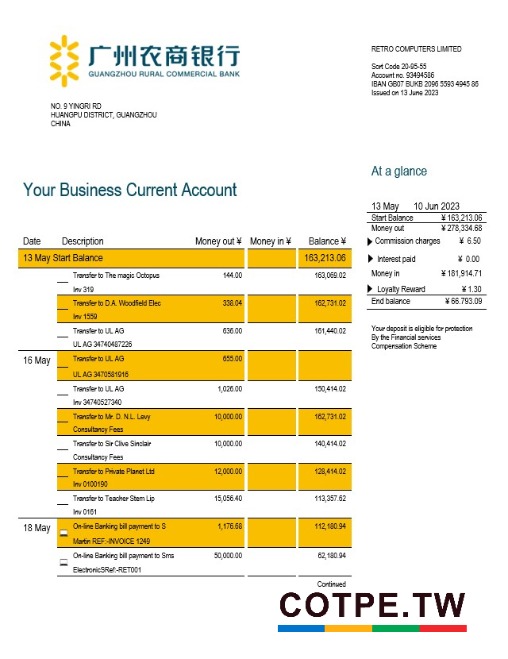 广州农商银行
GUANGZHOU RURAL COMMERCIAL BANK
NO. 9 YINGRI RD
HUANGPU DISTRICT, GUANGZHOU
CHINA
RETRO COMPUTERS LIMITED
Sort Code 20-95-55
Account no. 93494586
IBAN GB07 BUKB 2096 5593 4945 86
Issued on 13 June 2023
Your Business Current Account
At a glance
13 May 10 Jun 2023
Start Balance ¥ 163,213.06
Money out ¥ 278,334.68
Commission charges ¥ 6.50
Interest paid ¥ 0.00
Money in ¥ 181,914.71
Loyalty Reward ¥ 1.30
End balance ¥ 66.793.09
Your deposit is eligible for protection
By the Financial services
Compensation Scheme
Date Description Money out ¥ Money in ¥ Balance ¥
13 May Start Balance 163,213.06
Transfer to The magic Octopus 144.00 163,069.02
Inv 319
Transfer to D.A. Woodfield Elec 338.04 162,731.02
Inv 1559
Transfer to UL AG 636.00 161,440.02
UL AG 34740487226
16 May Transfer to UL AG 655.00
UL AG 3470581916
Transfer to UL AG 1,026.00 150,414.02
Inv 34740527340
Transfer to Mr. D. N.L. Levy 10,000.00 162,731.02
Consultancy Fees
Transfer to Sir Clive Sinclair 10,000.00 140,414.02
Consultancy Fees
Transfer to Private Planet Ltd 12,000.00 128,414.02
Inv 0100190
Transfer to Teacher Stem Lip 15,056.40 113,357.62
Inv 0161
18 May On-line Banking bill payment to S 1,176.68 112,180.94
Martin REF:-INVOICE 1249
On-line Banking bill payment to Sms 50,000.00 62,180.94
ElectronicSRef:-RET001
Continued
COTPE.TW